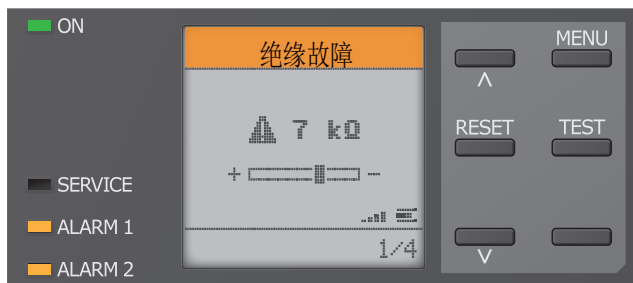 ON
绝缘故障
MENU
7 kΩ
RESET
TEST
+ −
SERVICE
ALARM 1
1/4
ALARM 2